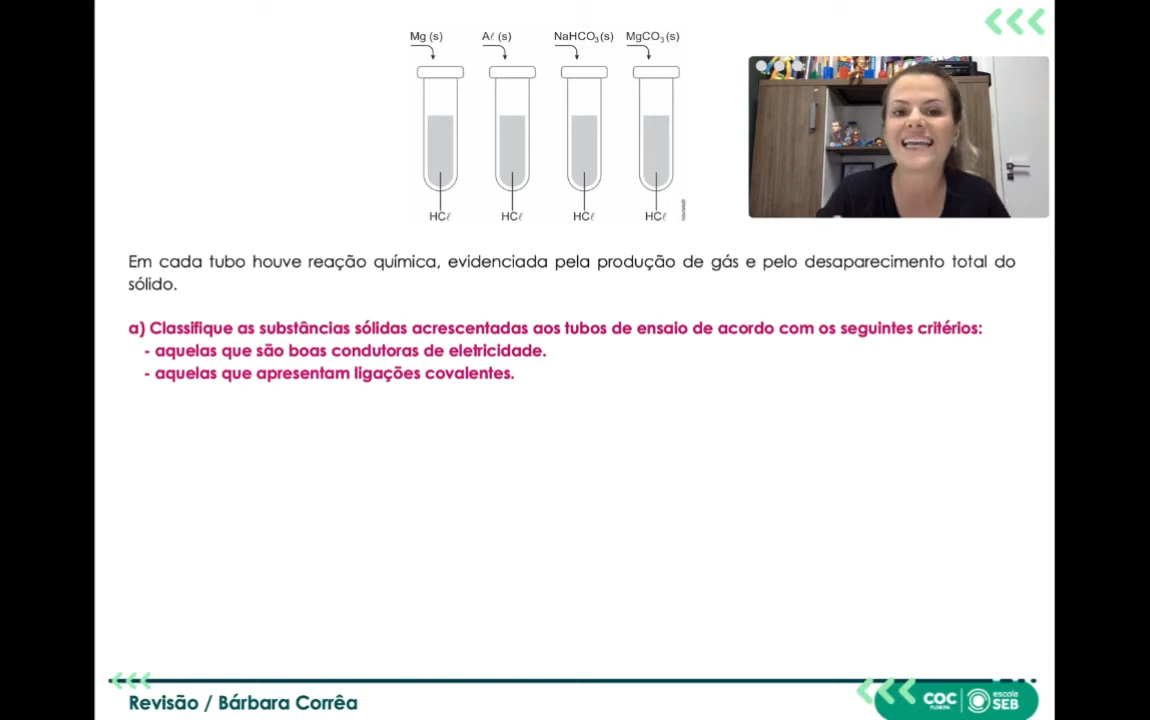 Mg (s) Aℓ (s) NaHCO₃(s) MgCO₃(s)
HCℓ HCℓ HCℓ HCℓ
Em cada tubo houve reação química, evidenciada pela produção de gás e pelo desaparecimento total do
sólido.
a) Classifique as substâncias sólidas acrescentadas aos tubos de ensaio de acordo com os seguintes critérios:
- aquelas que são boas condutoras de eletricidade.
- aquelas que apresentam ligações covalentes.
Revisão / Bárbara Corrêa
COC
escola
SEB